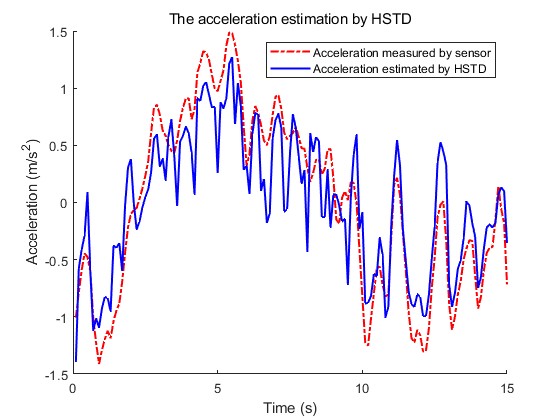 The acceleration estimation by HSTD
Acceleration measured by sensor
Acceleration estimated by HSTD
1.5
1
0.5
0
-0.5
-1
-1.5
Acceleration (m/s²)
0
5
10
15
Time (s)